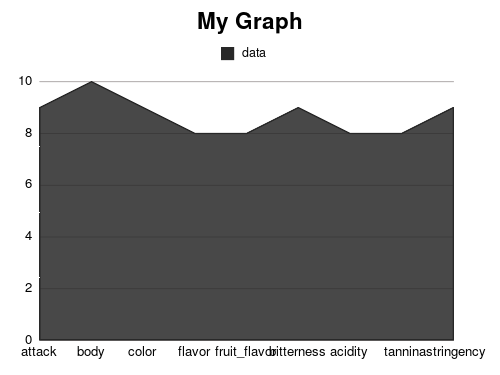 My Graph
data
10
8
6
4
2
0
attack body color flavor fruit_flavor bitterness acidity tannin astringency